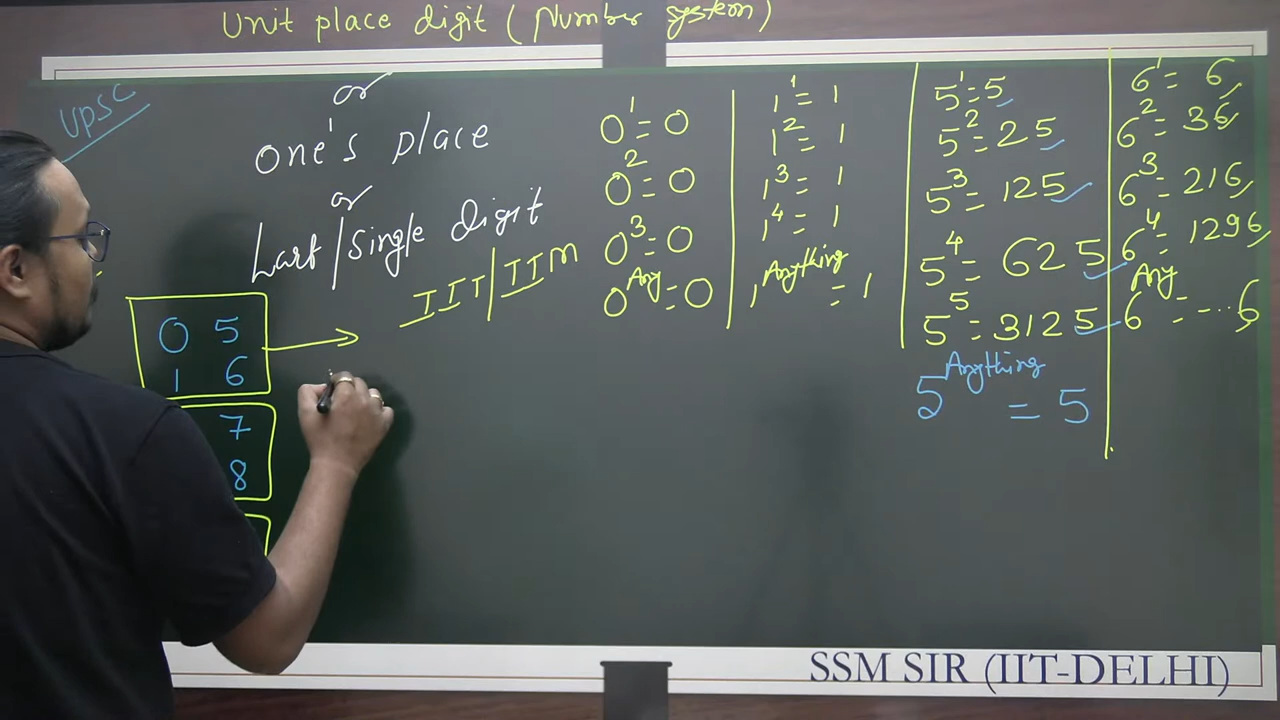 Unit place digit (Number system)
UPSC
or
one's place
or
Last/single digit
IIT/IIM
0 5
1 6
7
8
0¹ = 0
0² = 0
0³ = 0
0ᴬⁿʸ = 0
1¹ = 1
1² = 1
1³ = 1
1⁴ = 1
1 Anything = 1
5¹ = 5
5² = 25
5³ = 125
5⁴ = 625
5⁵ = 3125
5 Anything = 5
6¹ = 6
6² = 36
6³ = 216
6⁴ = 1296
6 Any = --..6
SSM SIR (IIT-DELHI)